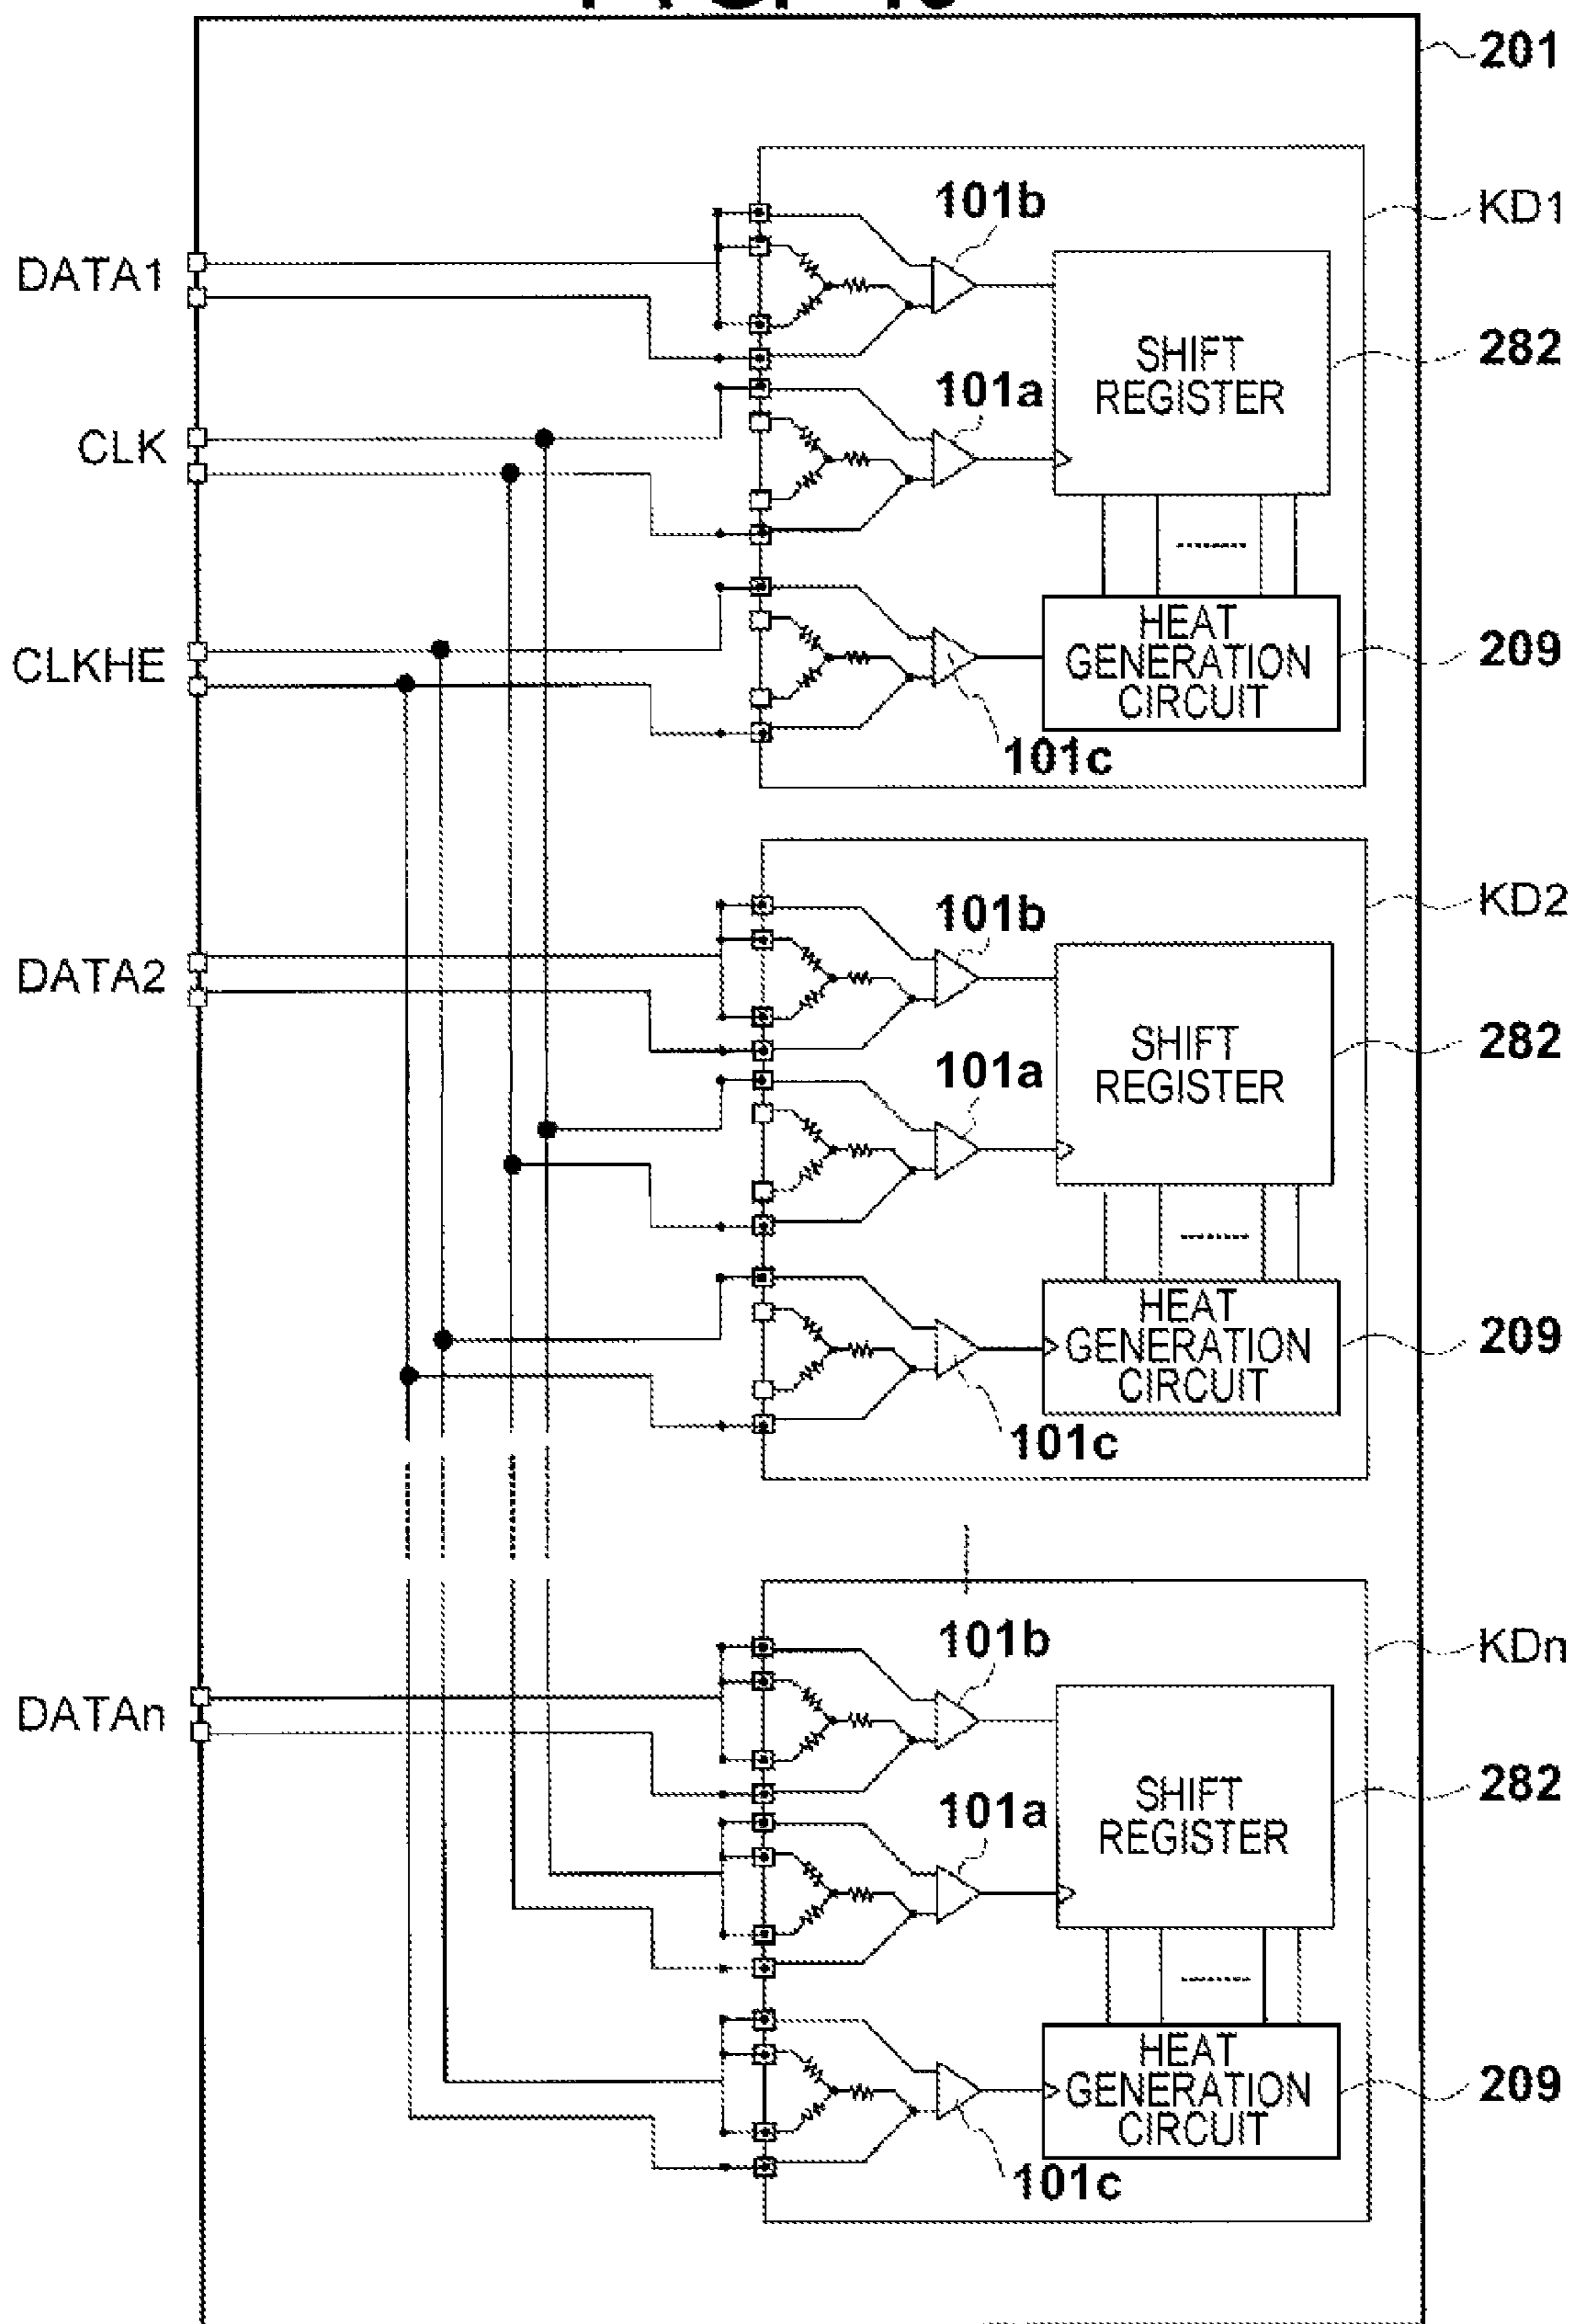 201
KD1
101b
DATA1
SHIFT
REGISTER
282
101a
CLK
HEAT
GENERATION
CIRCUIT
209
CLKHE
101c
KD2
101b
DATA2
SHIFT
REGISTER
282
101a
HEAT
GENERATION
CIRCUIT
209
101c
KDn
101b
DATAn
SHIFT
REGISTER
282
101a
HEAT
GENERATION
CIRCUIT
209
101c